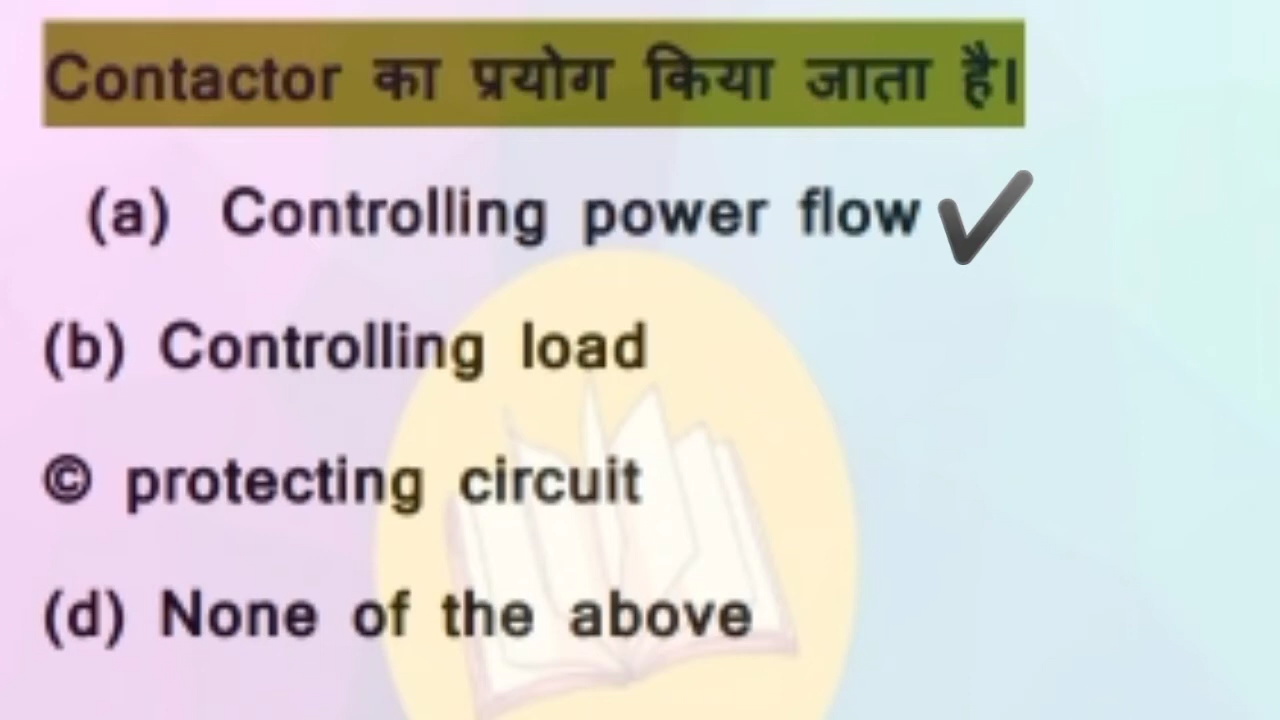 Contactor का प्रयोग किया जाता है।
(a) Controlling power flow ✔
(b) Controlling load
© protecting circuit
(d) None of the above